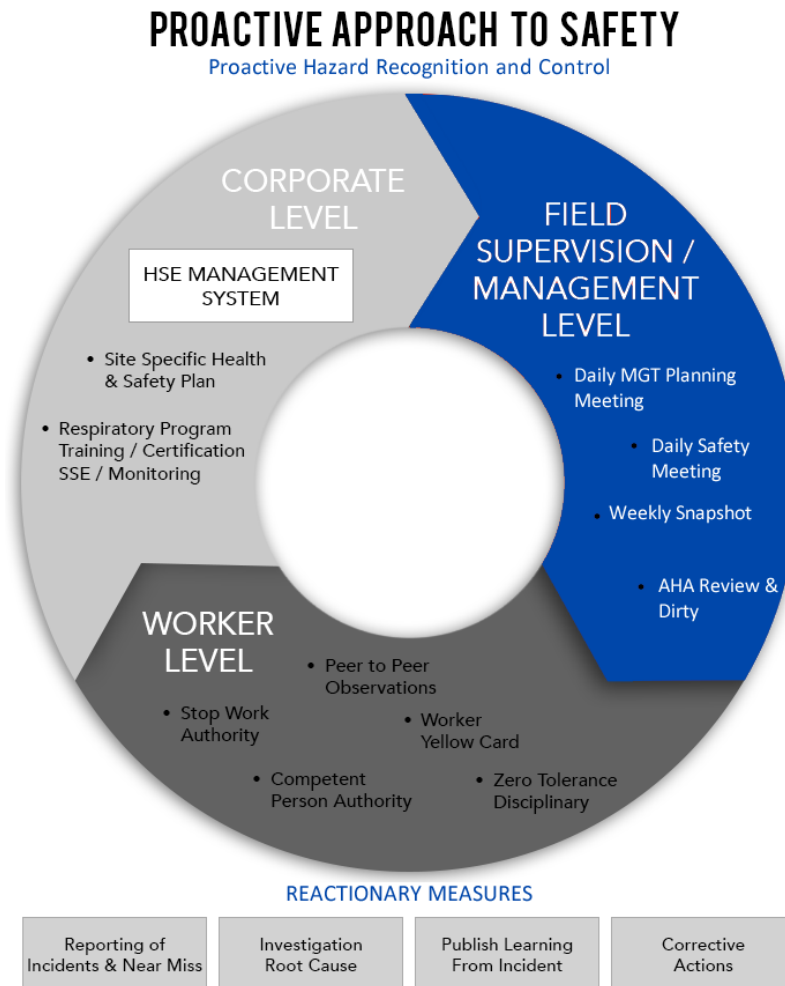 PROACTIVE APPROACH TO SAFETY
Proactive Hazard Recognition and Control
CORPORATE
LEVEL
HSE MANAGEMENT
SYSTEM
• Site Specific Health
& Safety Plan
• Respiratory Program
Training / Certification
SSE / Monitoring
FIELD
SUPERVISION /
MANAGEMENT
LEVEL
• Daily MGT Planning
Meeting
• Daily Safety
Meeting
• Weekly Snapshot
• AHA Review &
Dirty
WORKER
LEVEL
• Peer to Peer
Observations
• Stop Work
Authority
• Worker
Yellow Card
• Competent
Person Authority
• Zero Tolerance
Disciplinary
REACTIONARY MEASURES
Reporting of
Incidents & Near Miss
Investigation
Root Cause
Publish Learning
From Incident
Corrective
Actions